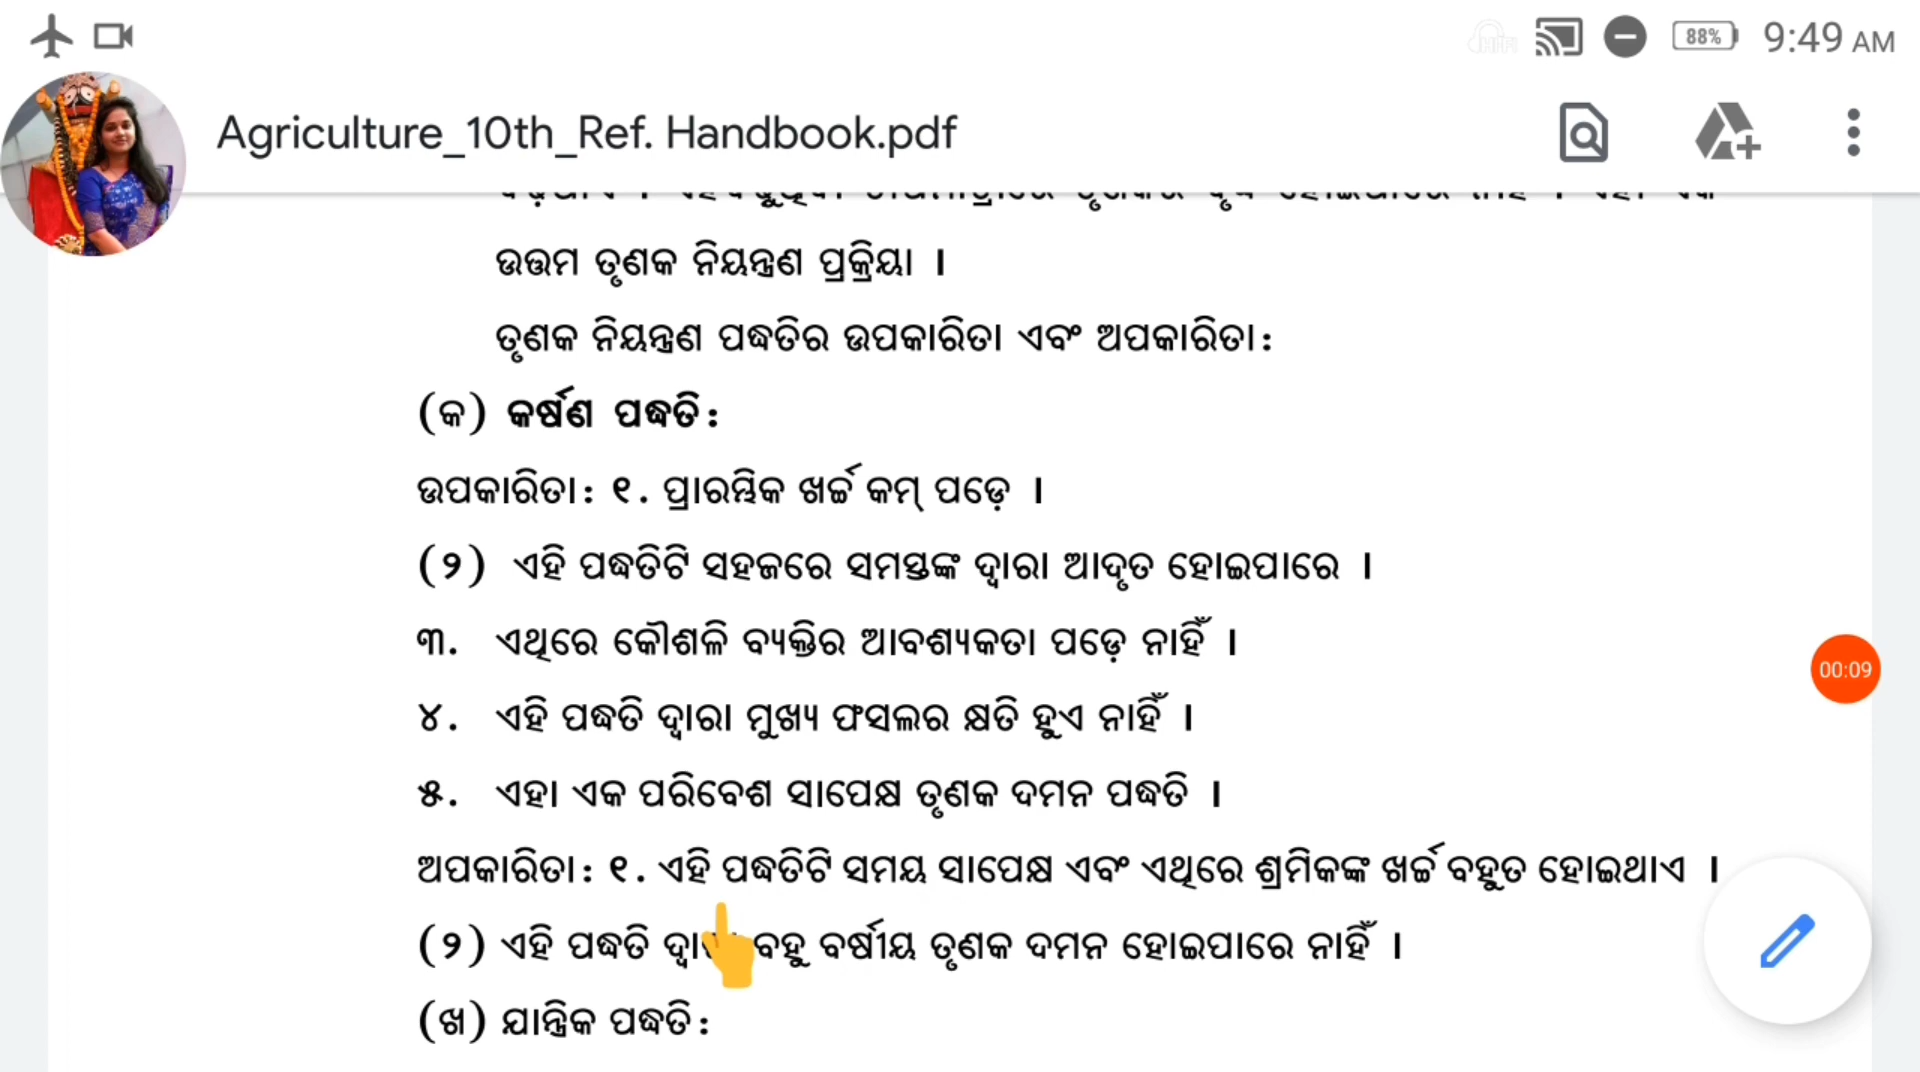 9:49 AM
88%
Agriculture_10th_Ref. Handbook.pdf
ଉତ୍ତମ ତୃଣକ ନିୟନ୍ତ୍ରଣ ପ୍ରକ୍ରିୟା ।
ତୃଣକ ନିୟନ୍ତ୍ରଣ ପଦ୍ଧତିର ଉପକାରିତା ଏବଂ ଅପକାରିତା:
(କ) କର୍ଷଣ ପଦ୍ଧତି:
ଉପକାରିତା: ୧. ପ୍ରାରମ୍ଭିକ ଖର୍ଚ୍ଚ କମ୍ ପଡ଼େ ।
(୨) ଏହି ପଦ୍ଧତିଟି ସହଜରେ ସମସ୍ତଙ୍କ ଦ୍ୱାରା ଆଦୃତ ହୋଇପାରେ ।
୩. ଏଥିରେ କୌଶଳି ବ୍ୟକ୍ତିର ଆବଶ୍ୟକତା ପଡ଼େ ନାହିଁ ।
୪. ଏହି ପଦ୍ଧତି ଦ୍ୱାରା ମୁଖ୍ୟ ଫସଲର କ୍ଷତି ହୁଏ ନାହିଁ ।
00:09
୫. ଏହା ଏକ ପରିବେଶ ସାପେକ୍ଷ ତୃଣକ ଦମନ ପଦ୍ଧତି ।
ଅପକାରିତା: ୧. ଏହି ପଦ୍ଧତିଟି ସମୟ ସାପେକ୍ଷ ଏବଂ ଏଥିରେ ଶ୍ରମିକଙ୍କ ଖର୍ଚ୍ଚ ବହୁତ ହୋଇଥାଏ ।
(୨) ଏହି ପଦ୍ଧତି ଦ୍ୱାରା ବହୁ ବର୍ଷୀୟ ତୃଣକ ଦମନ ହୋଇପାରେ ନାହିଁ ।
(ଖ) ଯାନ୍ତ୍ରିକ ପଦ୍ଧତି: